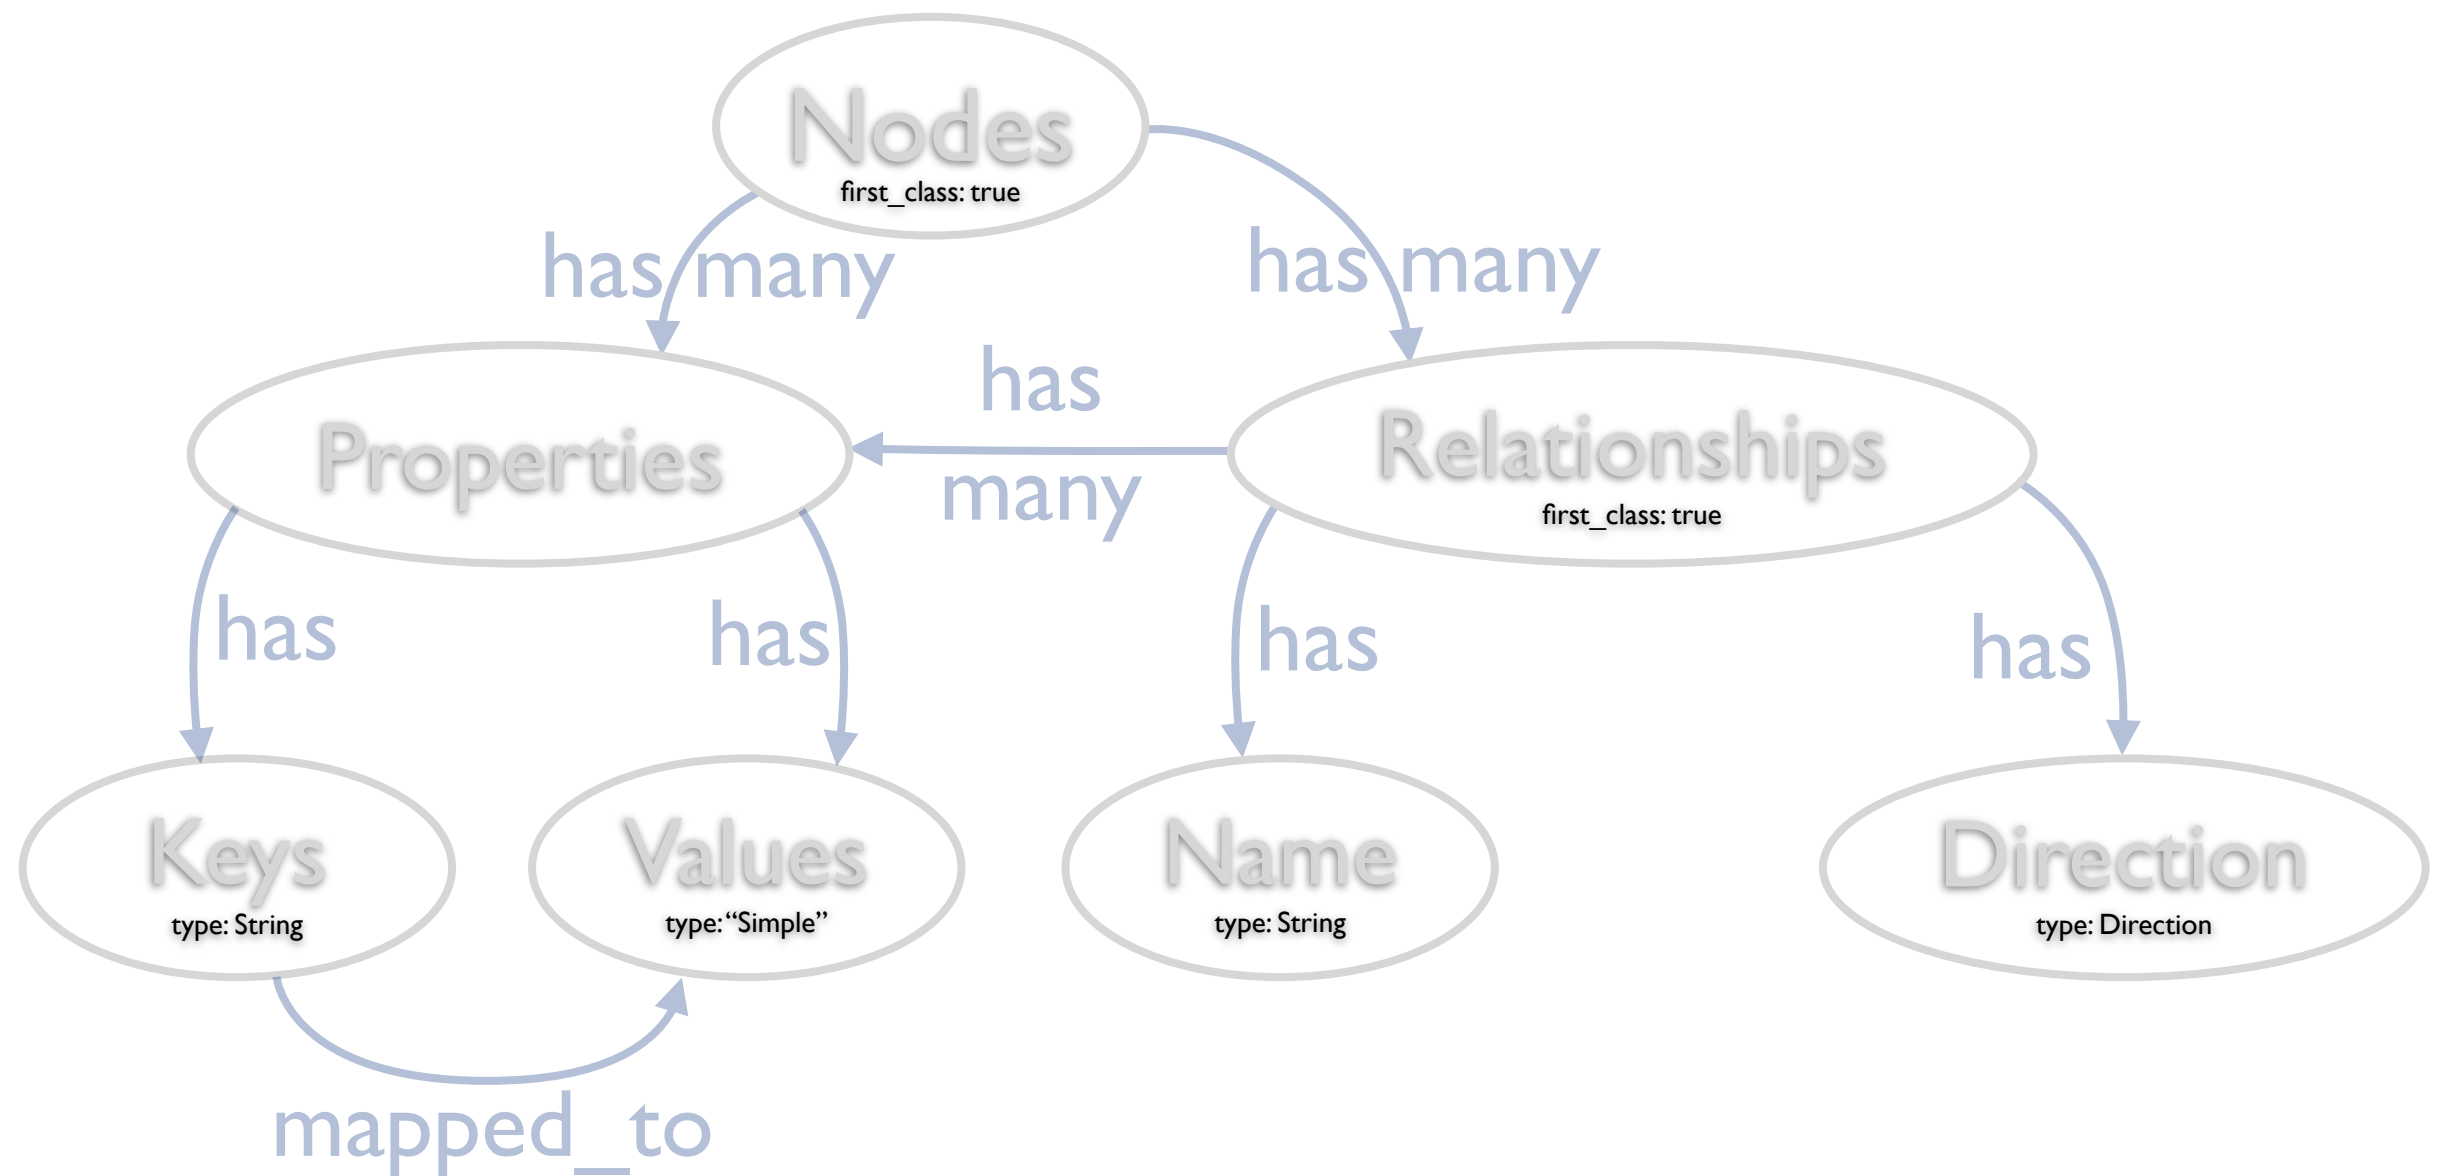 Nodes
first_class: true
has many
has many
has
many
Properties
Relationships
first_class: true
has
has
has
has
Keys
type: String
Values
type: “Simple”
Name
type: String
Direction
type: Direction
mapped_to